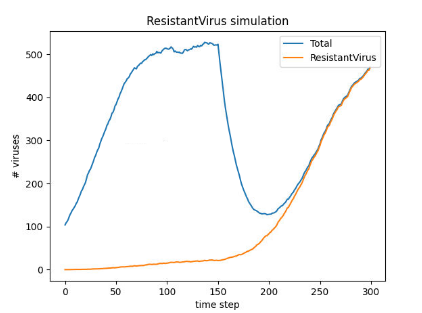 ResistantVirus simulation
Total
ResistantVirus
# viruses
500
400
300
200
100
0
0 50 100 150 200 250 300
time step